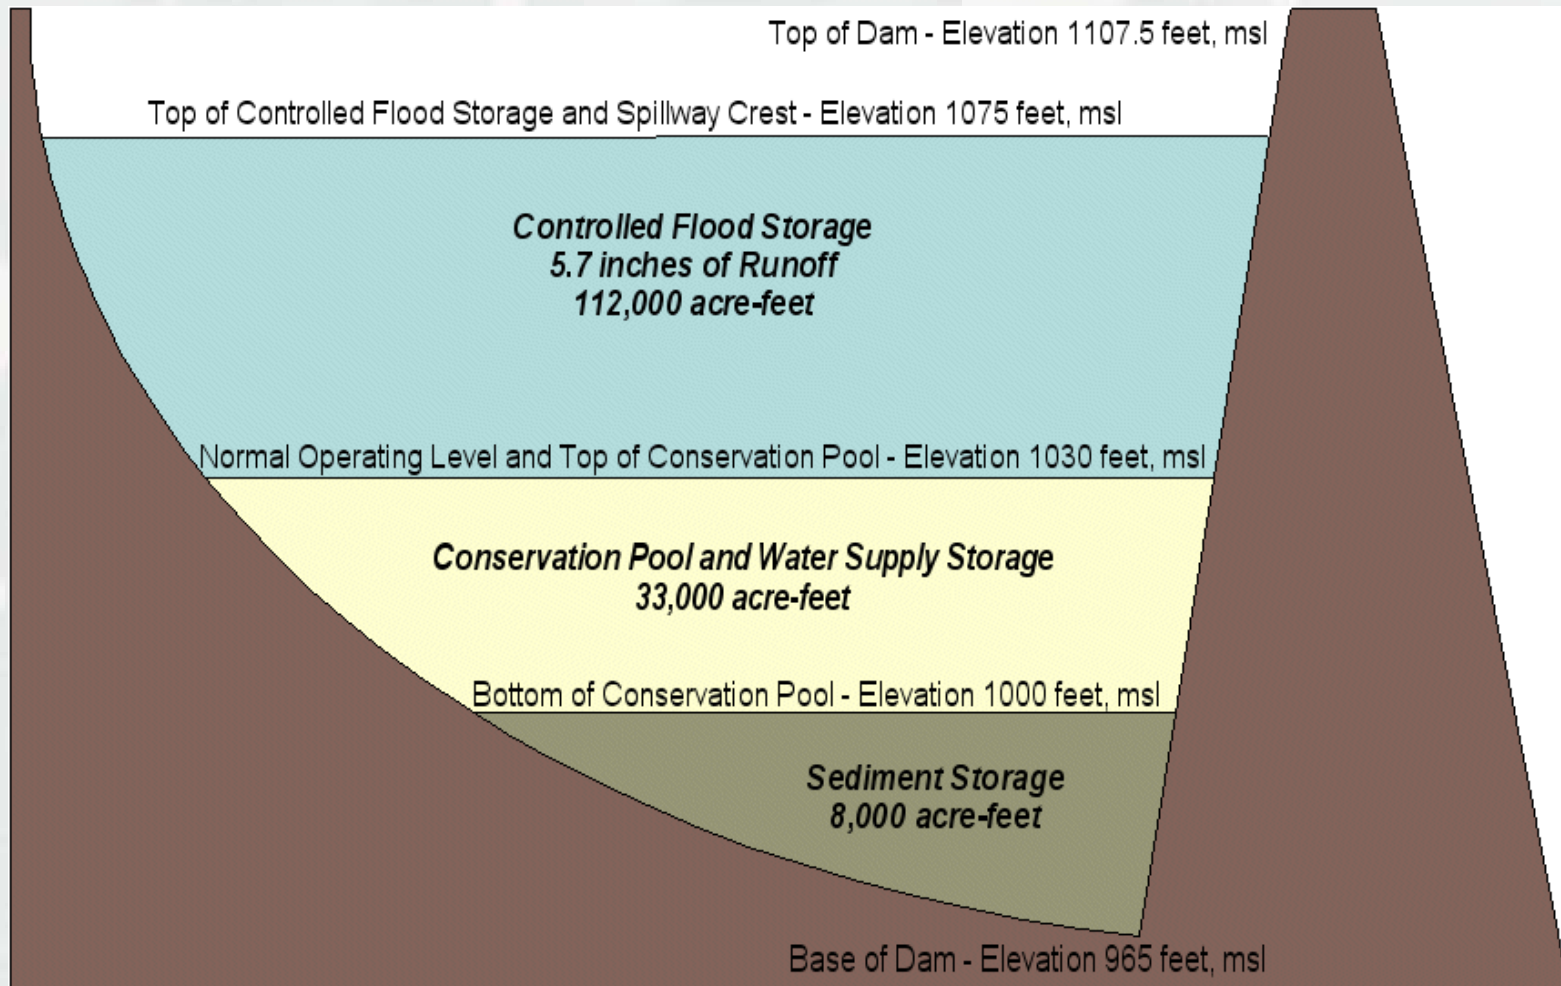 Top of Dam - Elevation 1107.5 feet, msl
Top of Controlled Flood Storage and Spillway Crest - Elevation 1075 feet, msl
Controlled Flood Storage
5.7 inches of Runoff
112,000 acre-feet
Normal Operating Level and Top of Conservation Pool - Elevation 1030 feet, msl
Conservation Pool and Water Supply Storage
33,000 acre-feet
Bottom of Conservation Pool - Elevation 1000 feet, msl
Sediment Storage
8,000 acre-feet
Base of Dam - Elevation 965 feet, msl